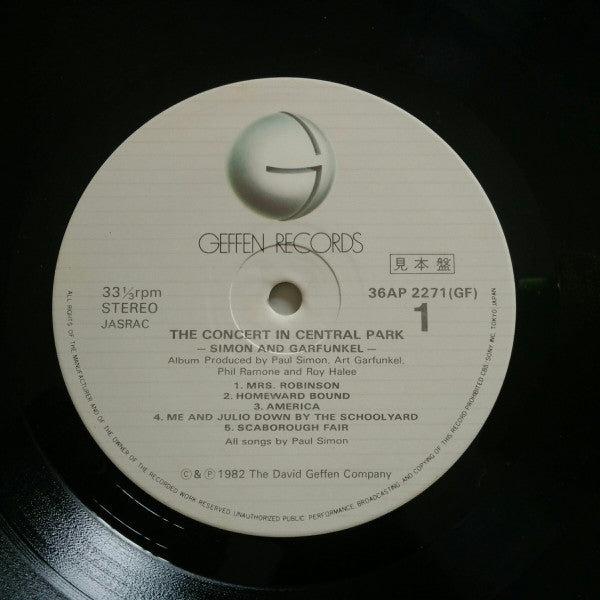 G
GEFFEN RECORDS
見本盤
33⅓rpm
STEREO
JASRAC
36AP 2271(GF)
1
THE CONCERT IN CENTRAL PARK
— SIMON AND GARFUNKEL —
Album Produced by Paul Simon, Art Garfunkel,
Phil Ramone and Roy Halee
1. MRS. ROBINSON
2. HOMEWARD BOUND
3. AMERICA
4. ME AND JULIO DOWN BY THE SCHOOLYARD
5. SCABOROUGH FAIR
All songs by Paul Simon
©&℗ 1982 The David Geffen Company
ALL RIGHTS OF THE MANUFACTURER AND OF THE OWNER OF THE RECORDED WORK RESERVED. UNAUTHORIZED PUBLIC PERFORMANCE, BROADCASTING, AND COPYING OF THIS RECORD PROHIBITED. CBS/SONY INC. TOKYO JAPAN